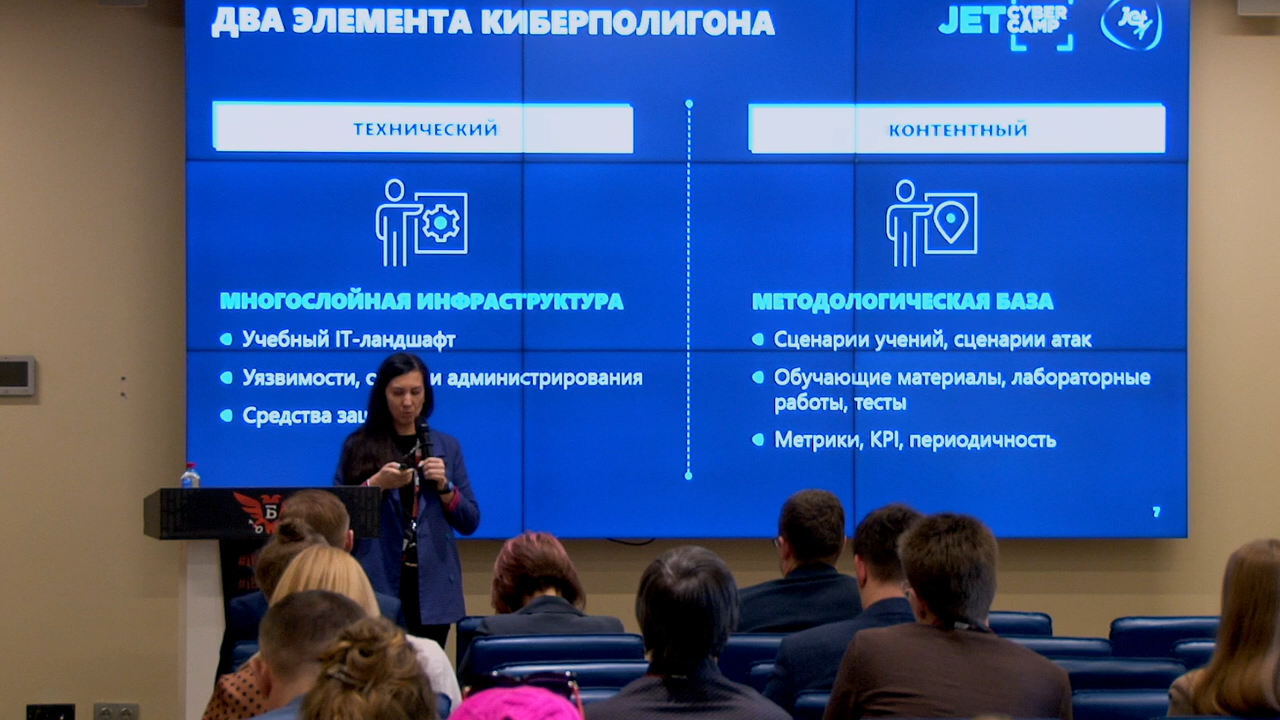 ДВА ЭЛЕМЕНТА КИБЕРПОЛИГОНА
JET CYBER CAMP
Jet
ТЕХНИЧЕСКИЙ
МНОГОСЛОЙНАЯ ИНФРАСТРУКТУРА
Учебный IT-ландшафт
Уязвимости, и администрирования
Средства
КОНТЕНТНЫЙ
МЕТОДОЛОГИЧЕСКАЯ БАЗА
Сценарии учений, сценарии атак
Обучающие материалы, лабораторные
работы, тесты
Метрики, KPI, периодичность
7
Б